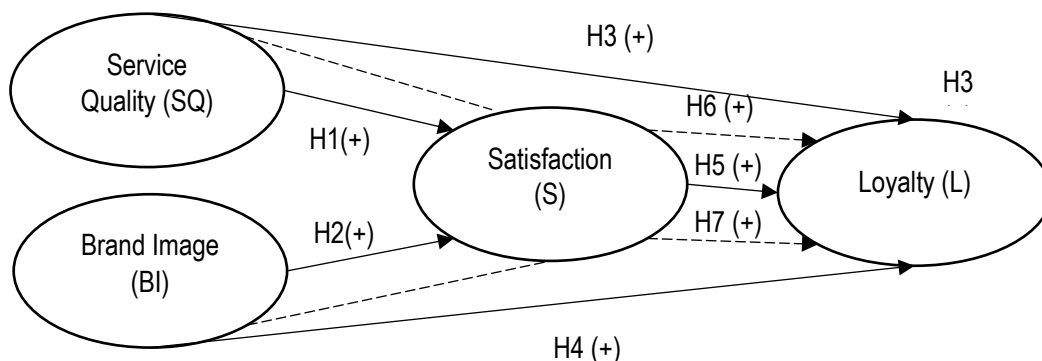 H3 (+)
H3
Service
Quality (SQ)
H6 (+)
H1(+)
Satisfaction
(S)
H5 (+)
Loyalty (L)
H7 (+)
Brand Image
(BI)
H2(+)
H4 (+)